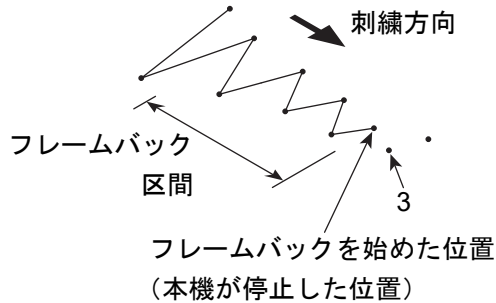 刺繍方向
フレームバック
区間
3
フレームバックを始めた位置
（本機が停止した位置）